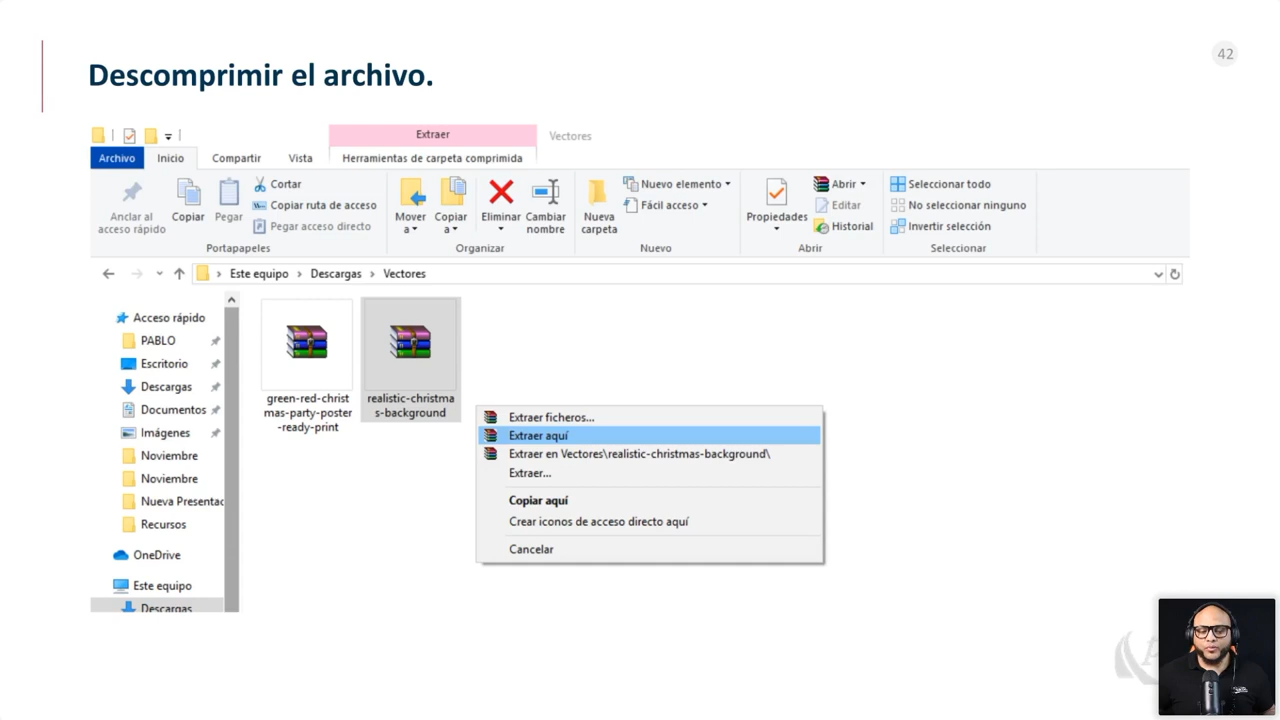 42
Descomprimir el archivo.
Extraer
Vectores
Archivo
Inicio
Compartir
Vista
Herramientas de carpeta comprimida
Anclar al
acceso rápido
Copiar
Pegar
Cortar
Copiar ruta de acceso
Pegar acceso directo
Portapapeles
Mover
a
Copiar
a
Eliminar
Cambiar
nombre
Organizar
Nueva
carpeta
Nuevo elemento
Fácil acceso
Nuevo
Propiedades
Abrir
Editar
Historial
Abrir
Seleccionar todo
No seleccionar ninguno
Invertir selección
Seleccionar
Este equipo > Descargas > Vectores
Acceso rápido
PABLO
Escritorio
Descargas
Documentos
Imágenes
Noviembre
Noviembre
Nueva Presentac
Recursos
OneDrive
Este equipo
Descargas
green-red-christ
mas-party-poster
-ready-print
realistic-christma
s-background
Extraer ficheros...
Extraer aquí
Extraer en Vectores\realistic-christmas-background\
Extraer...
Copiar aquí
Crear iconos de acceso directo aquí
Cancelar